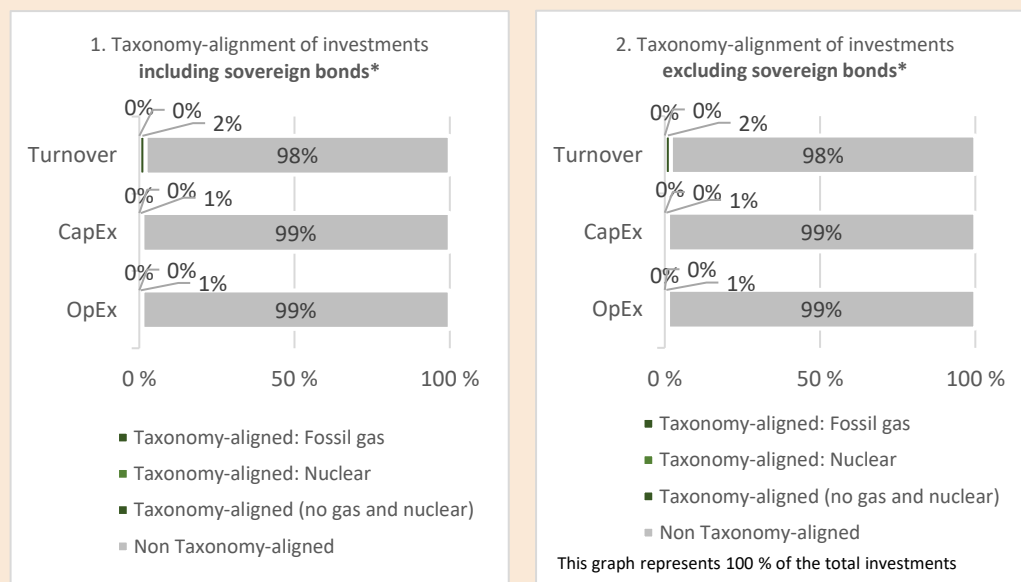 1. Taxonomy-alignment of investments
including sovereign bonds*
0% 0%
2%
Turnover 98%
0% 0% 1%
CapEx 99%
0% 0% 1%
OpEx 99%
0 % 50 % 100 %
Taxonomy-aligned: Fossil gas
Taxonomy-aligned: Nuclear
Taxonomy-aligned (no gas and nuclear)
Non Taxonomy-aligned
2. Taxonomy-alignment of investments
excluding sovereign bonds*
0% 0%
2%
Turnover 98%
0% 0% 1%
CapEx 99%
0% 0% 1%
OpEx 99%
0 % 50 % 100 %
Taxonomy-aligned: Fossil gas
Taxonomy-aligned: Nuclear
Taxonomy-aligned (no gas and nuclear)
Non Taxonomy-aligned
This graph represents 100 % of the total investments